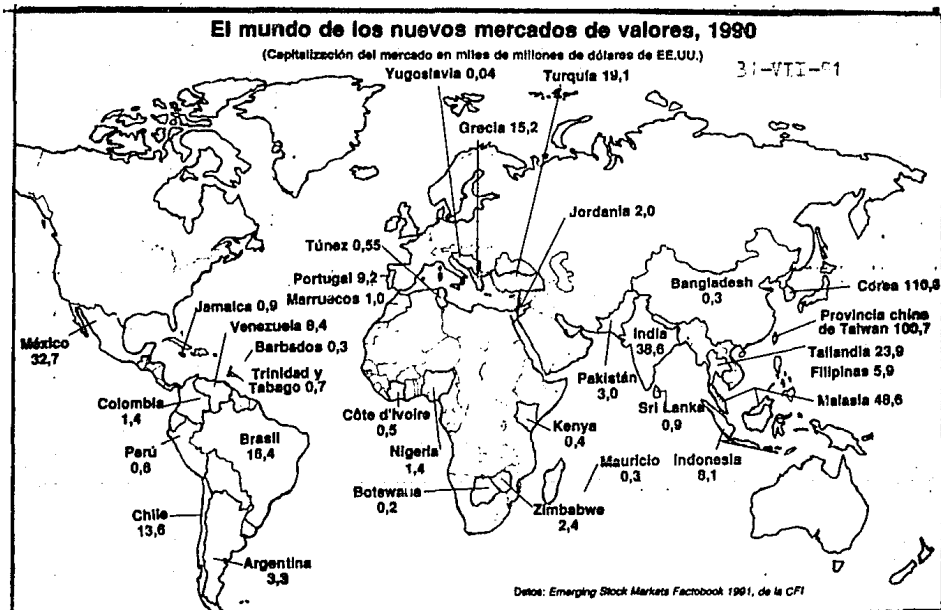 El mundo de los nuevos mercados de valores, 1990
(Capitalización del mercado en miles de millones de dólares de EE.UU.)
31-VII-91
Yugoslavia 0,04
Turquía 19,1
Grecia 15,2
Jordania 2,0
Túnez 0,55
Portugal 9,2
Marruecos 1,0
Bangladesh
0,3
Corea 110,3
Jamaica 0,9
Venezuela 8,4
Barbados 0,3
Trinidad y
Tabago 0,7
México
32,7
India
38,6
Provincia china
de Taiwan 100,7
Tailandia 23,9
Filipinas 5,9
Malasia 48,6
Pakistán
3,0
Sri Lanka
0,9
Colombia
1,4
Côte d'Ivoire
0,5
Kenya
0,4
Perú
0,6
Brasil
16,4
Nigeria
1,4
Mauricio
0,3
Indonesia
8,1
Botswana
0,2
Zimbabwe
2,4
Chile
13,6
Argentina
3,3
Datos: Emerging Stock Markets Factbook 1991, de la CFI